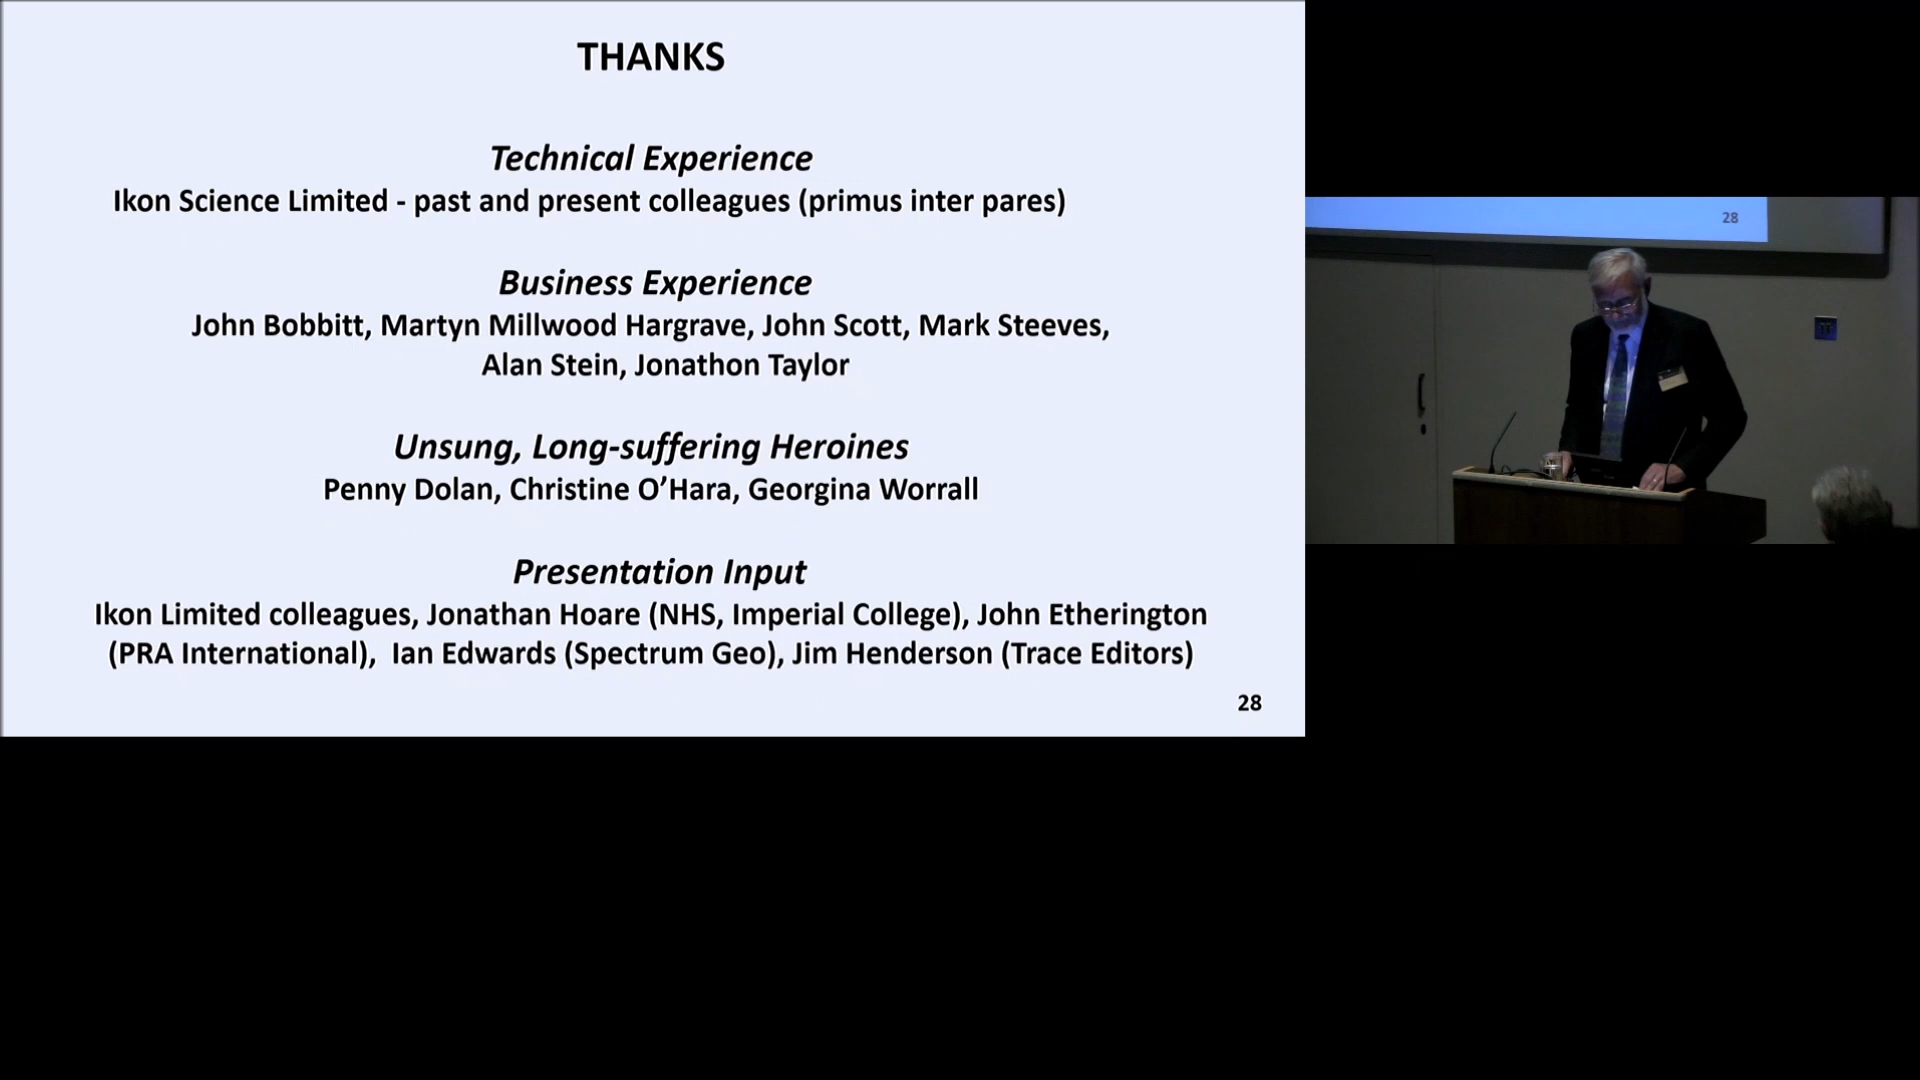 THANKS
Technical Experience
Ikon Science Limited - past and present colleagues (primus inter pares)
Business Experience
John Bobbitt, Martyn Millwood Hargrave, John Scott, Mark Steeves,
Alan Stein, Jonathon Taylor
Unsung, Long-suffering Heroines
Penny Dolan, Christine O’Hara, Georgina Worrall
Presentation Input
Ikon Limited colleagues, Jonathan Hoare (NHS, Imperial College), John Etherington
(PRA International), Ian Edwards (Spectrum Geo), Jim Henderson (Trace Editors)
28
28